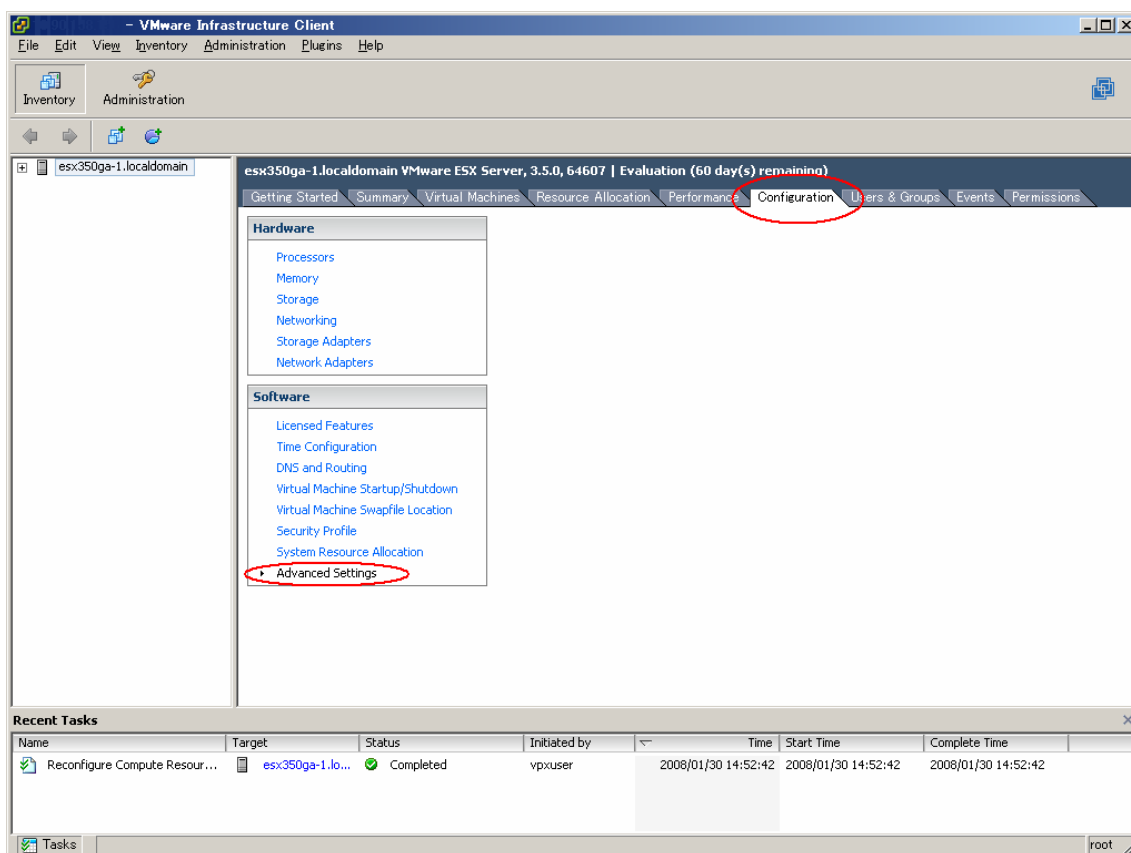 - VMware Infrastructure Client
File Edit View Inventory Administration Plugins Help
Inventory Administration
esx350ga-1.localdomain
esx350ga-1.localdomain VMware ESX Server, 3.5.0, 64607 | Evaluation (60 day(s) remaining)
Getting Started Summary Virtual Machines Resource Allocation Performance Configuration Users & Groups Events Permissions
Hardware
Processors
Memory
Storage
Networking
Storage Adapters
Network Adapters
Software
Licensed Features
Time Configuration
DNS and Routing
Virtual Machine Startup/Shutdown
Virtual Machine Swapfile Location
Security Profile
System Resource Allocation
Advanced Settings
Recent Tasks
Name Target Status Initiated by Time Start Time Complete Time
Reconfigure Compute Resour... esx350ga-1.lo... Completed vpxuser 2008/01/30 14:52:42 2008/01/30 14:52:42 2008/01/30 14:52:42
Tasks root